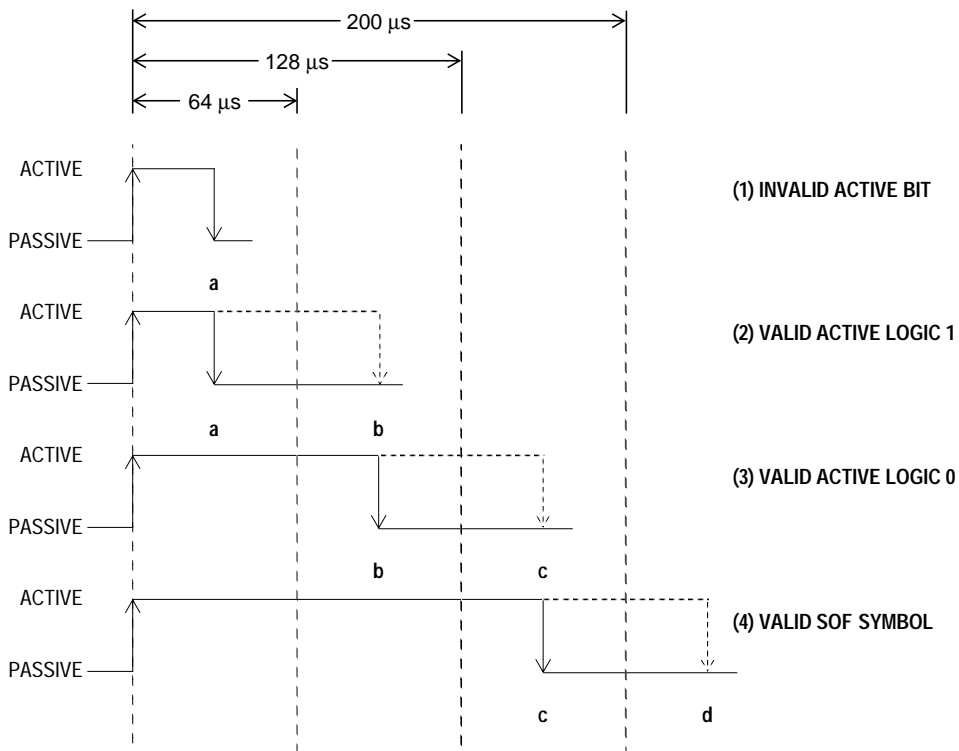 200 μs
128 μs
64 μs
ACTIVE
(1) INVALID ACTIVE BIT
PASSIVE
a
ACTIVE
(2) VALID ACTIVE LOGIC 1
PASSIVE
a b
ACTIVE
(3) VALID ACTIVE LOGIC 0
PASSIVE
b c
ACTIVE
(4) VALID SOF SYMBOL
PASSIVE
c d